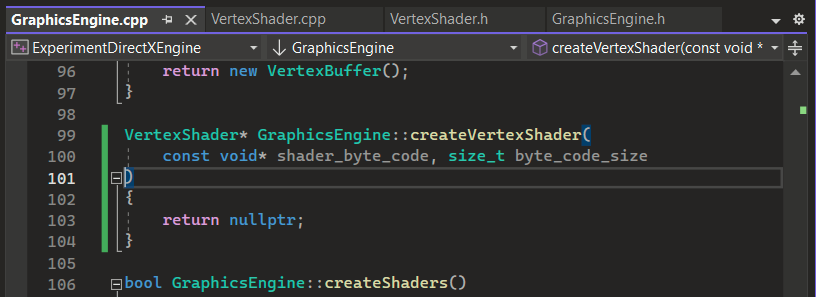 GraphicsEngine.cpp VertexShader.cpp VertexShader.h GraphicsEngine.h
ExperimentDirectXEngine GraphicsEngine createVertexShader(const void *
96 return new VertexBuffer();
97 }
98
99 VertexShader* GraphicsEngine::createVertexShader(
100 const void* shader_byte_code, size_t byte_code_size
101 )
102 {
103 return nullptr;
104 }
105
106 bool GraphicsEngine::createShaders()